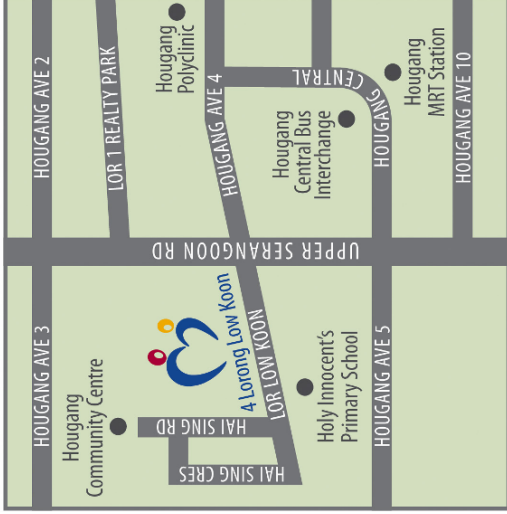 HOUGANG AVE 2
LOR 1 REALTY PARK
Hougang
Polyclinic
HOUGANG AVE 4
HOUGANG CENTRAL
Hougang
Central Bus
Interchange
HOUGANG
Hougang
MRT Station
HOUGANG AVE 10
UPPER SERANGOON RD
HOUGANG AVE 3
Hougang
Community Centre
4 Lorong Low Koon
LOR LOW KOON
HAI SING RD
HAI SING CRES
Holy Innocent's
Primary School
HOUGANG AVE 5